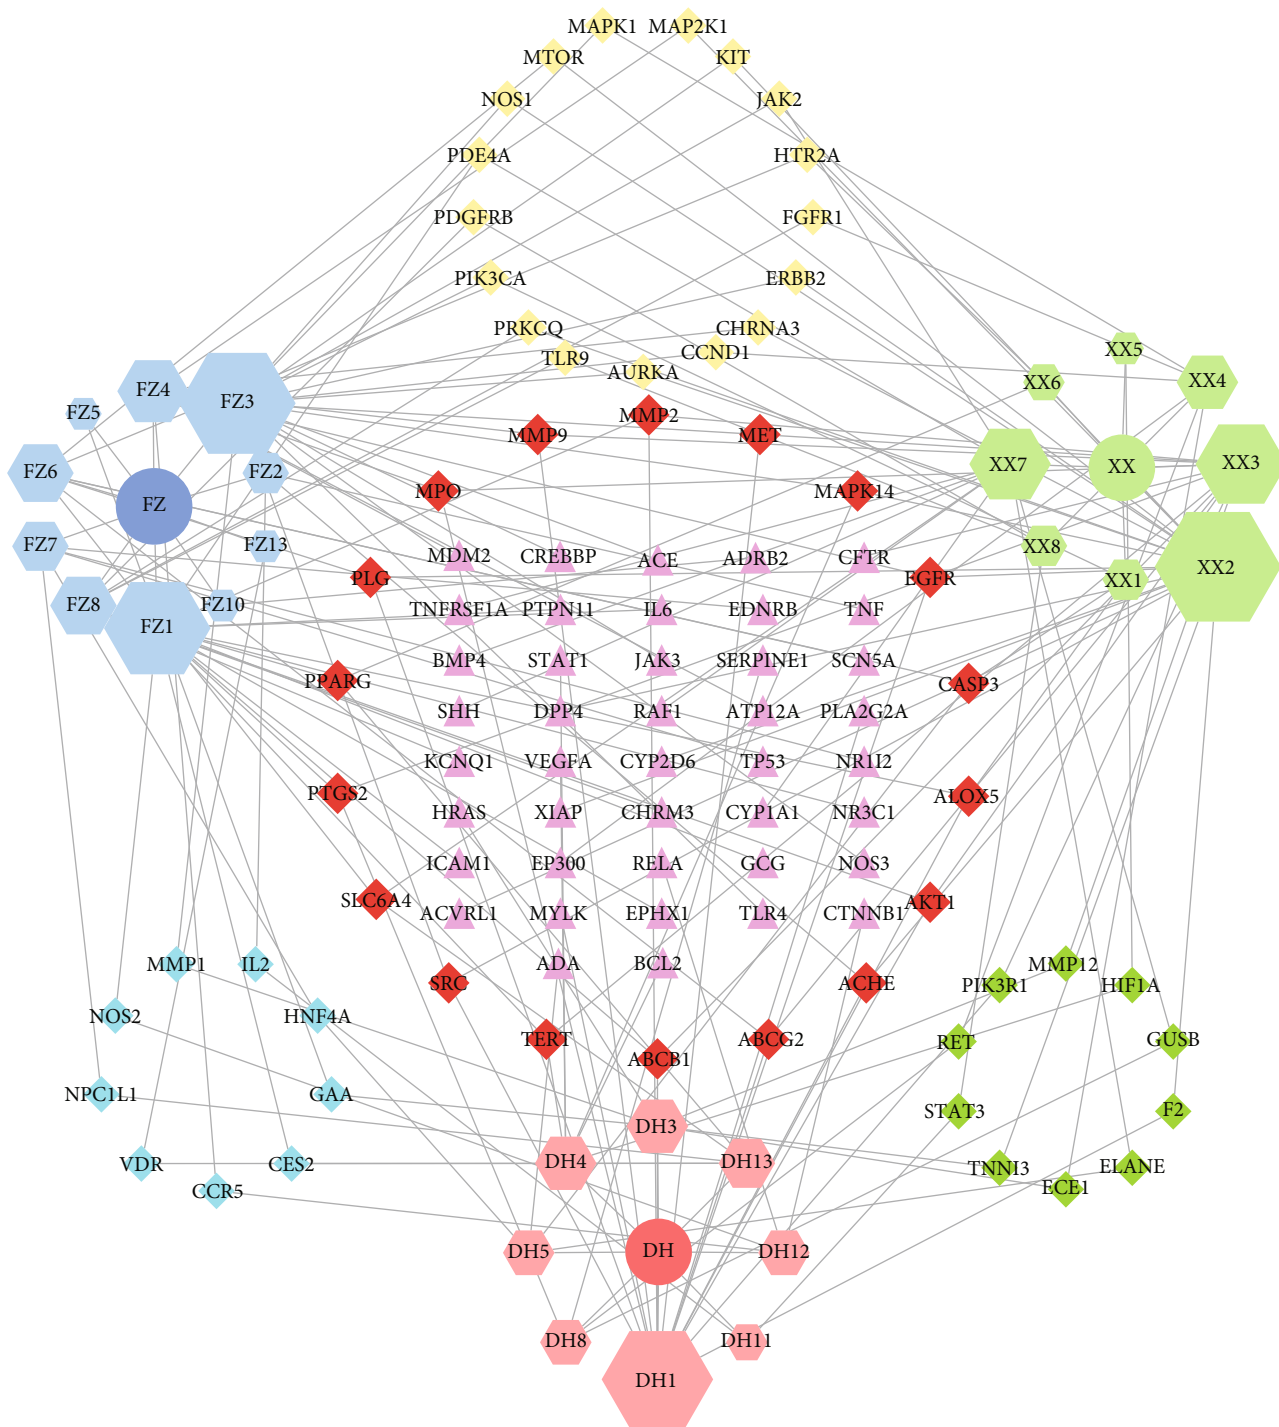 MAPK1 MAP2K1
MTOR KIT
NOS1 JAK2
PDE4A HTR2A
PDGFRB FGFR1
PIK3CA ERBB2
PRKCQ CHRNA3
TLR9 CCND1
AURKA
XX5
FZ4 FZ3 XX6 XX4
FZ5 MMP9 MMP2 MET
FZ6 FZ2 XX7 XX XX3
FZ MPO MAPK14
FZ7 FZ13 XX8
MDM2 CREBBP ACE ADRB2 CFTR
PLG EGFR XX1 XX2
FZ8 FZ10 TNFRSF1A PTPN11 IL6 EDNRB TNF
FZ1
BMP4 STAT1 JAK3 SERPINE1 SCN5A
PPARG CASP3
SHH DPP4 RAF1 ATP12A PLA2G2A
KCNQ1 VEGFA CYP2D6 TP53 NR1I2
PTGS2 ALOX5
HRAS XIAP CHRM3 CYP1A1 NR3C1
ICAM1 EP300 RELA GCG NOS3
SLC6A4 AKT1
ACVRL1 MYLK EPHX1 TLR4 CTNNB1
MMP1 IL2 ADA BCL2 MMP12
SRC ACHE PIK3R1 HIF1A
NOS2 HNF4A
TERT ABCB1 ABCG2 RET GUSB
NPC1L1 GAA
DH3 STAT3 F2
VDR CES2 DH4 DH13 TNNI3 ELANE
CCR5 ECE1
DH5 DH DH12
DH8 DH11
DH1